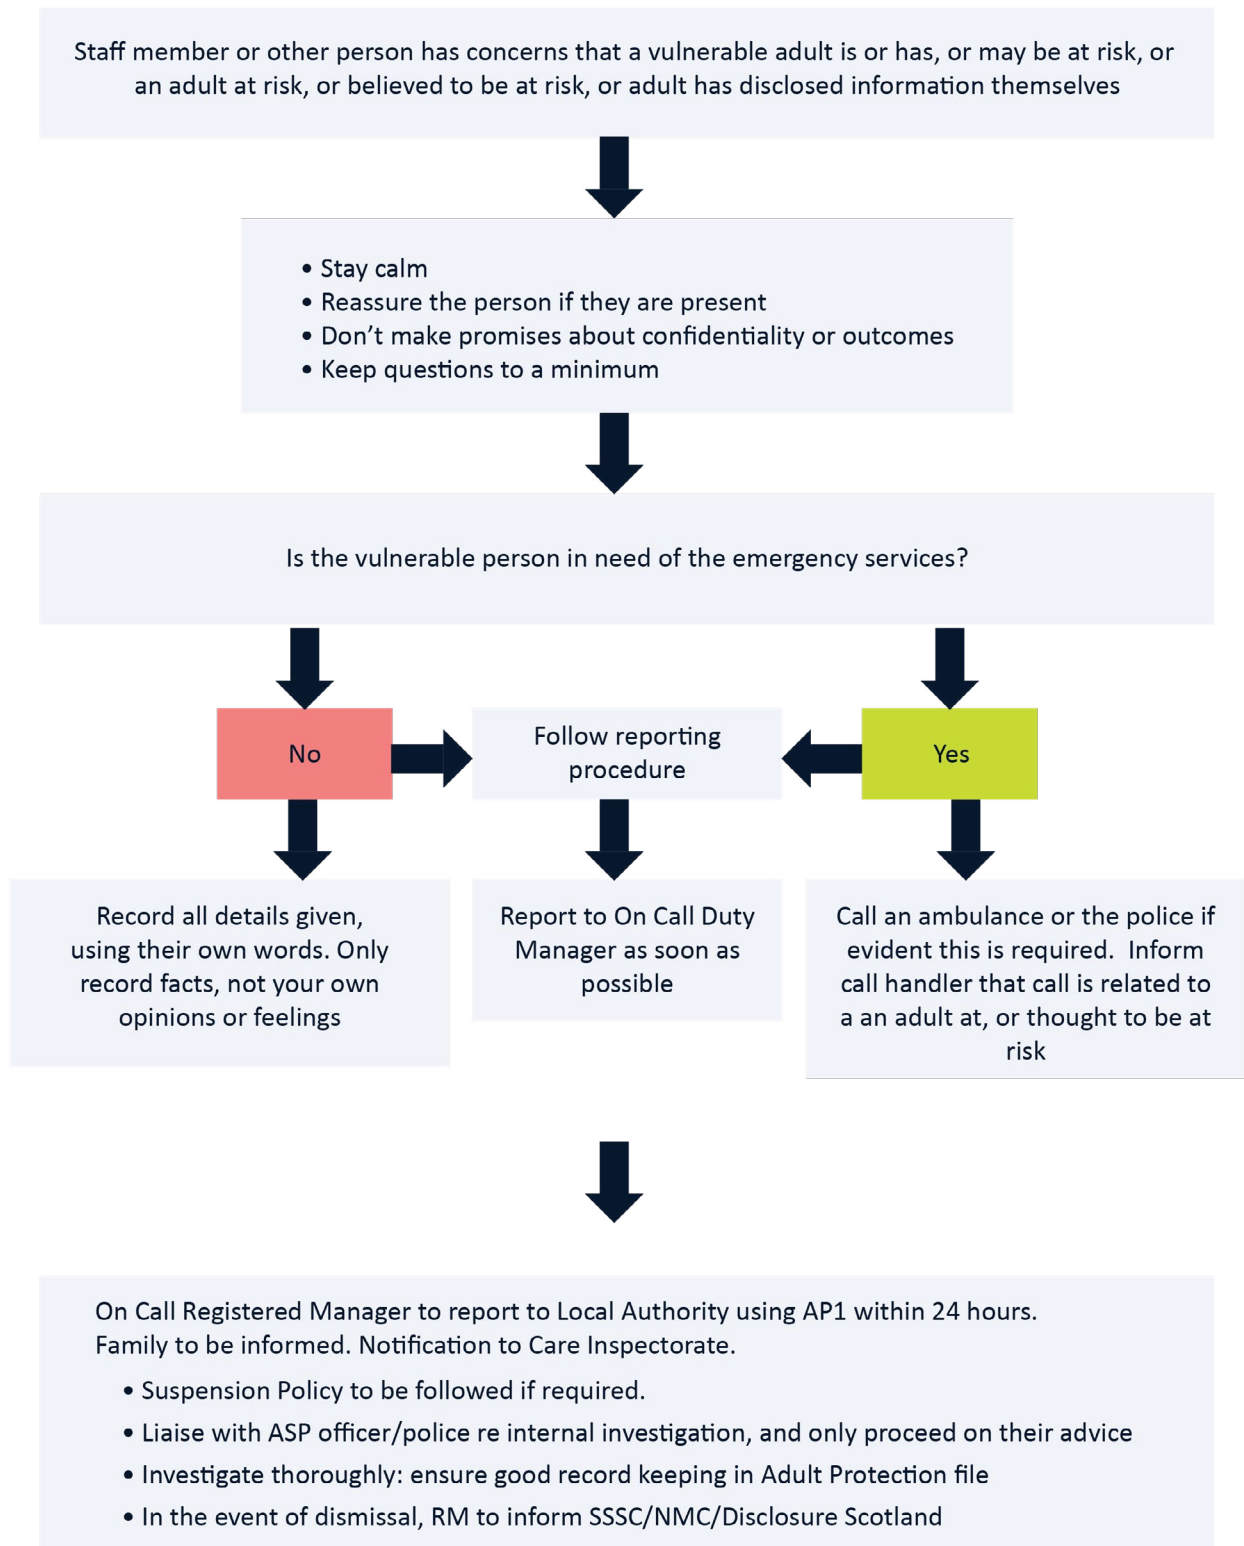 Staff member or other person has concerns that a vulnerable adult is or has, or may be at risk, or
an adult at risk, or believed to be at risk, or adult has disclosed information themselves
• Stay calm
• Reassure the person if they are present
• Don’t make promises about confidentiality or outcomes
• Keep questions to a minimum
Is the vulnerable person in need of the emergency services?
No
Follow reporting
procedure
Yes
Record all details given,
using their own words. Only
record facts, not your own
opinions or feelings
Report to On Call Duty
Manager as soon as
possible
Call an ambulance or the police if
evident this is required.  Inform
call handler that call is related to
a an adult at, or thought to be at
risk
On Call Registered Manager to report to Local Authority using AP1 within 24 hours.
Family to be informed. Notification to Care Inspectorate.
• Suspension Policy to be followed if required.
• Liaise with ASP officer/police re internal investigation, and only proceed on their advice
• Investigate thoroughly: ensure good record keeping in Adult Protection file
• In the event of dismissal, RM to inform SSSC/NMC/Disclosure Scotland